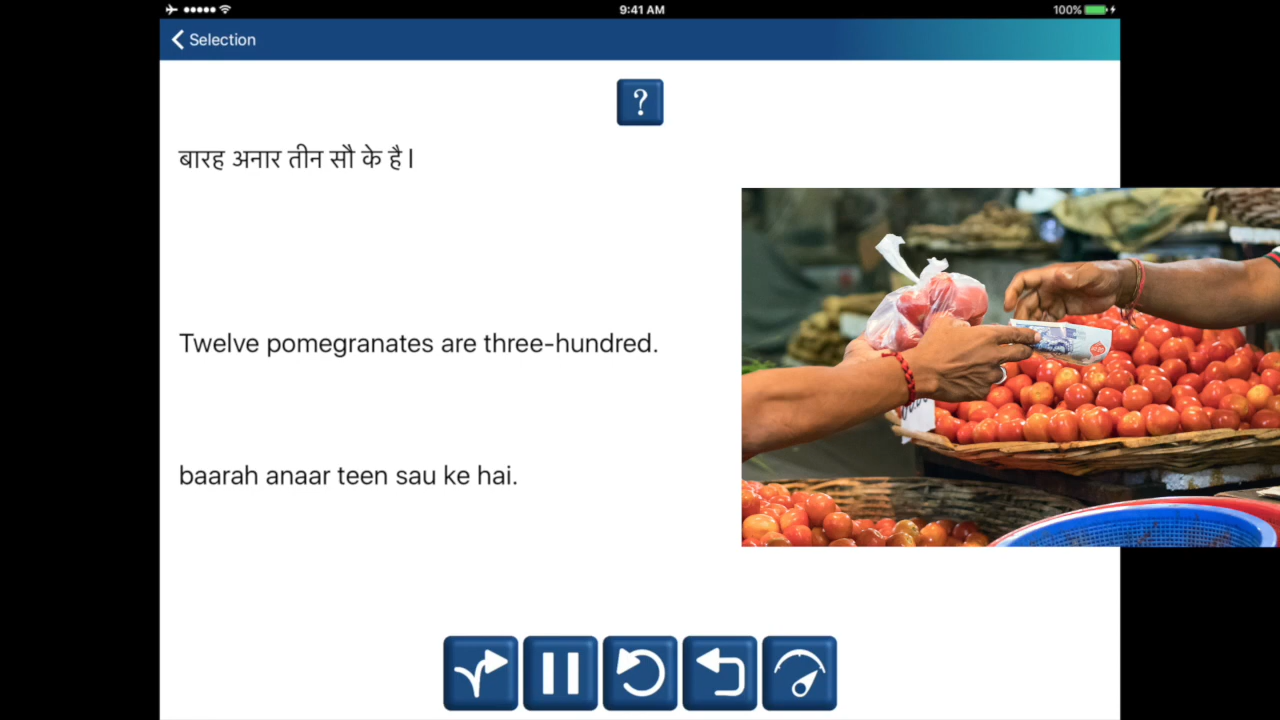 9:41 AM
100%
Selection
?
बारह अनार तीन सौ के है।
Twelve pomegranates are three-hundred.
baarah anaar teen sau ke hai.